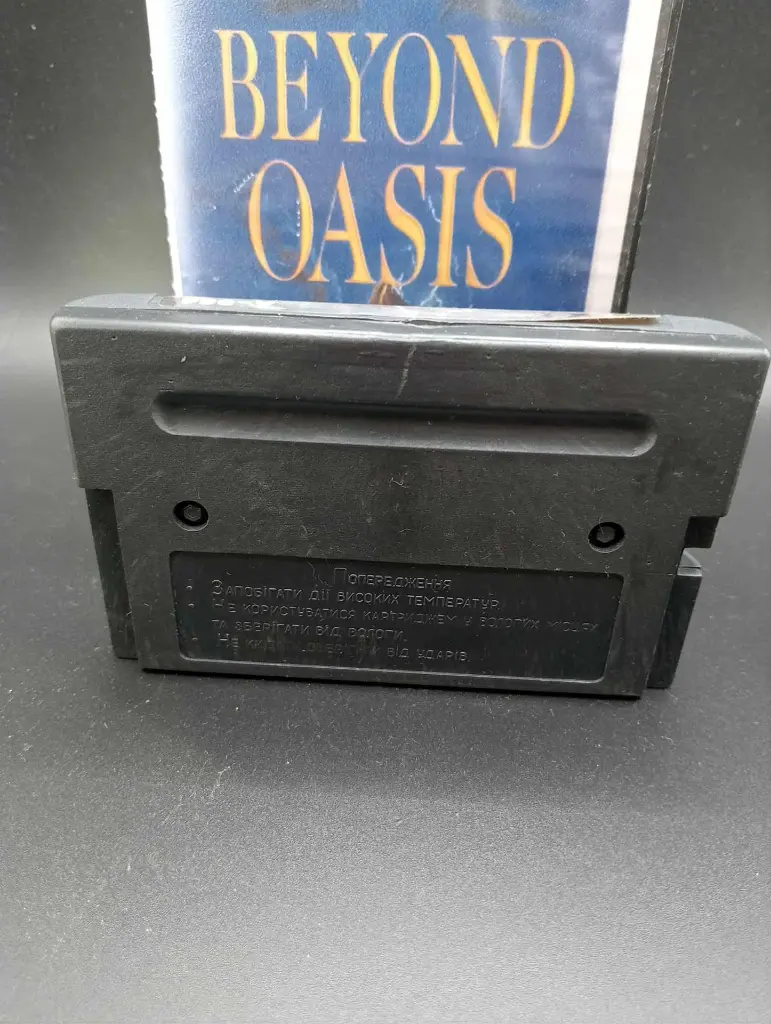 BEYOND
OASIS
Попередження
- Запобігати дії високих температур
- Не користуватися картриджем у вологих місцях
та зберігати від вологи.
- Не кидати, від ударів.